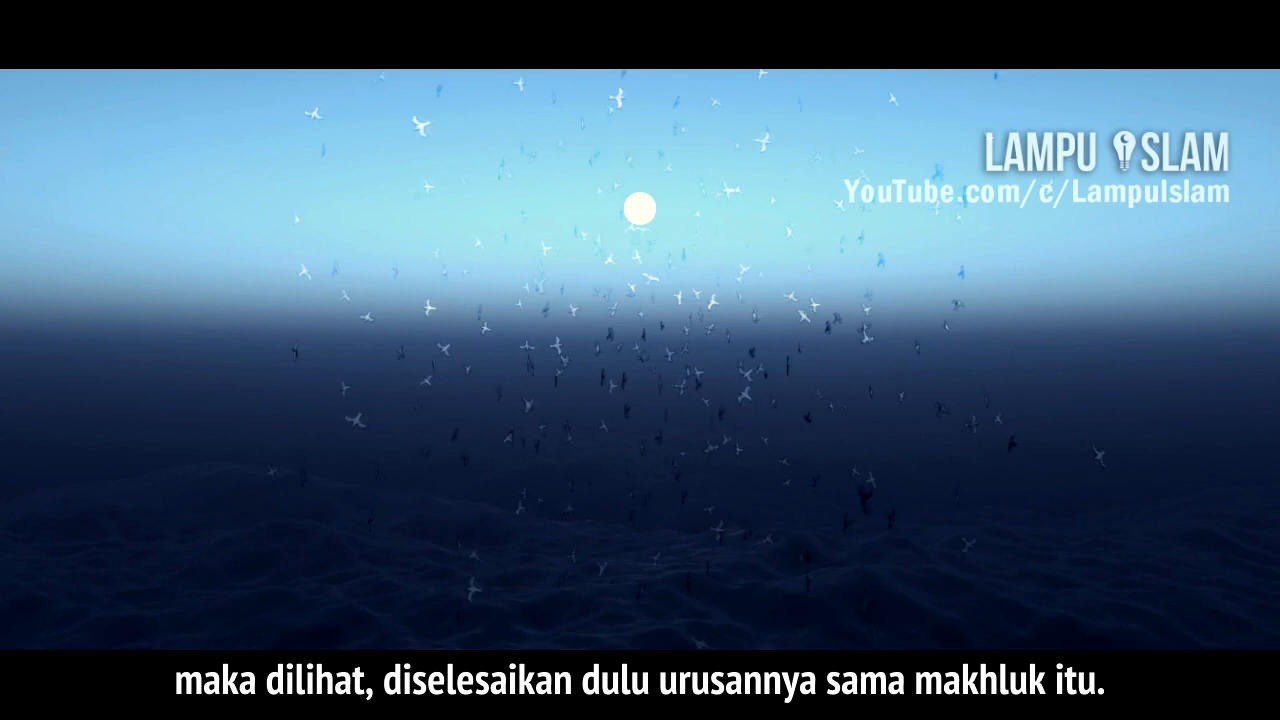 LAMPU ISLAM
YouTube.com/c/LampuIslam
maka dilihat, diselesaikan dulu urusannya sama makhluk itu.